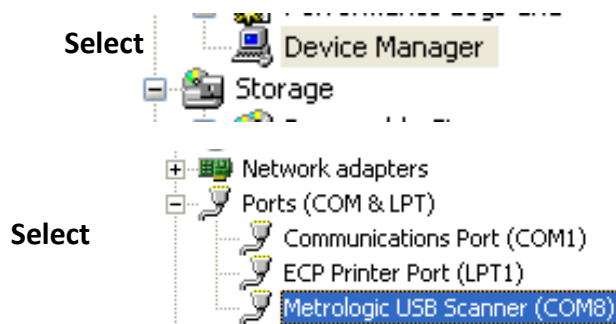 Select
Device Manager
Storage
Network adapters
Ports (COM & LPT)
Select
Communications Port (COM1)
ECP Printer Port (LPT1)
Metrologic USB Scanner (COM8)